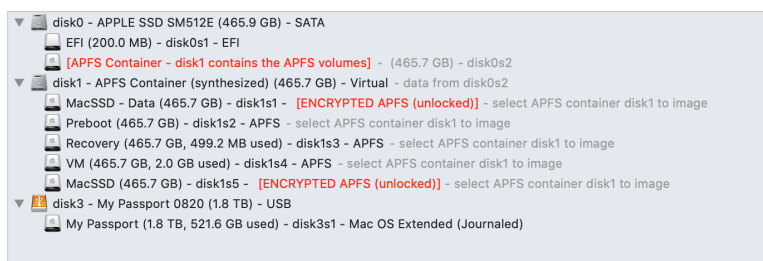 disk0 - APPLE SSD SM512E (465.9 GB) - SATA
EFI (200.0 MB) - disk0s1 - EFI
[APFS Container - disk1 contains the APFS volumes] - (465.7 GB) - disk0s2
disk1 - APFS Container (synthesized) (465.7 GB) - Virtual - data from disk0s2
MacSSD - Data (465.7 GB) - disk1s1 - [ENCRYPTED APFS (unlocked)] - select APFS container disk1 to image
Preboot (465.7 GB) - disk1s2 - APFS - select APFS container disk1 to image
Recovery (465.7 GB, 499.2 MB used) - disk1s3 - APFS - select APFS container disk1 to image
VM (465.7 GB, 2.0 GB used) - disk1s4 - APFS - select APFS container disk1 to image
MacSSD (465.7 GB) - disk1s5 - [ENCRYPTED APFS (unlocked)] - select APFS container disk1 to image
disk3 - My Passport 0820 (1.8 TB) - USB
My Passport (1.8 TB, 521.6 GB used) - disk3s1 - Mac OS Extended (Journaled)